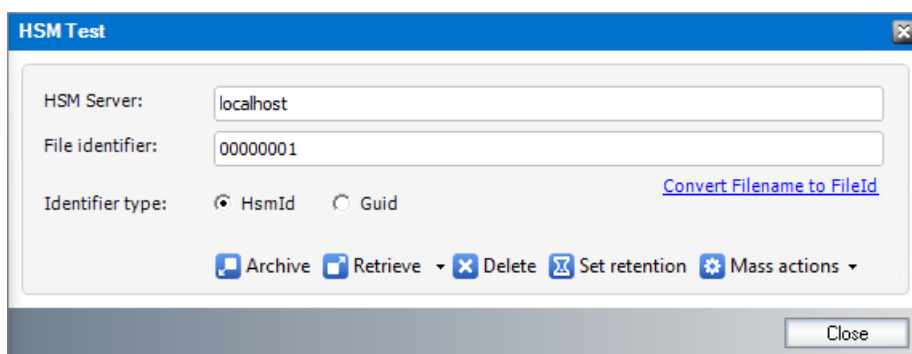 HSM Test
HSM Server: localhost
File identifier: 00000001
Convert Filename to FileId
Identifier type: HsmId Guid
Archive Retrieve Delete Set retention Mass actions
Close